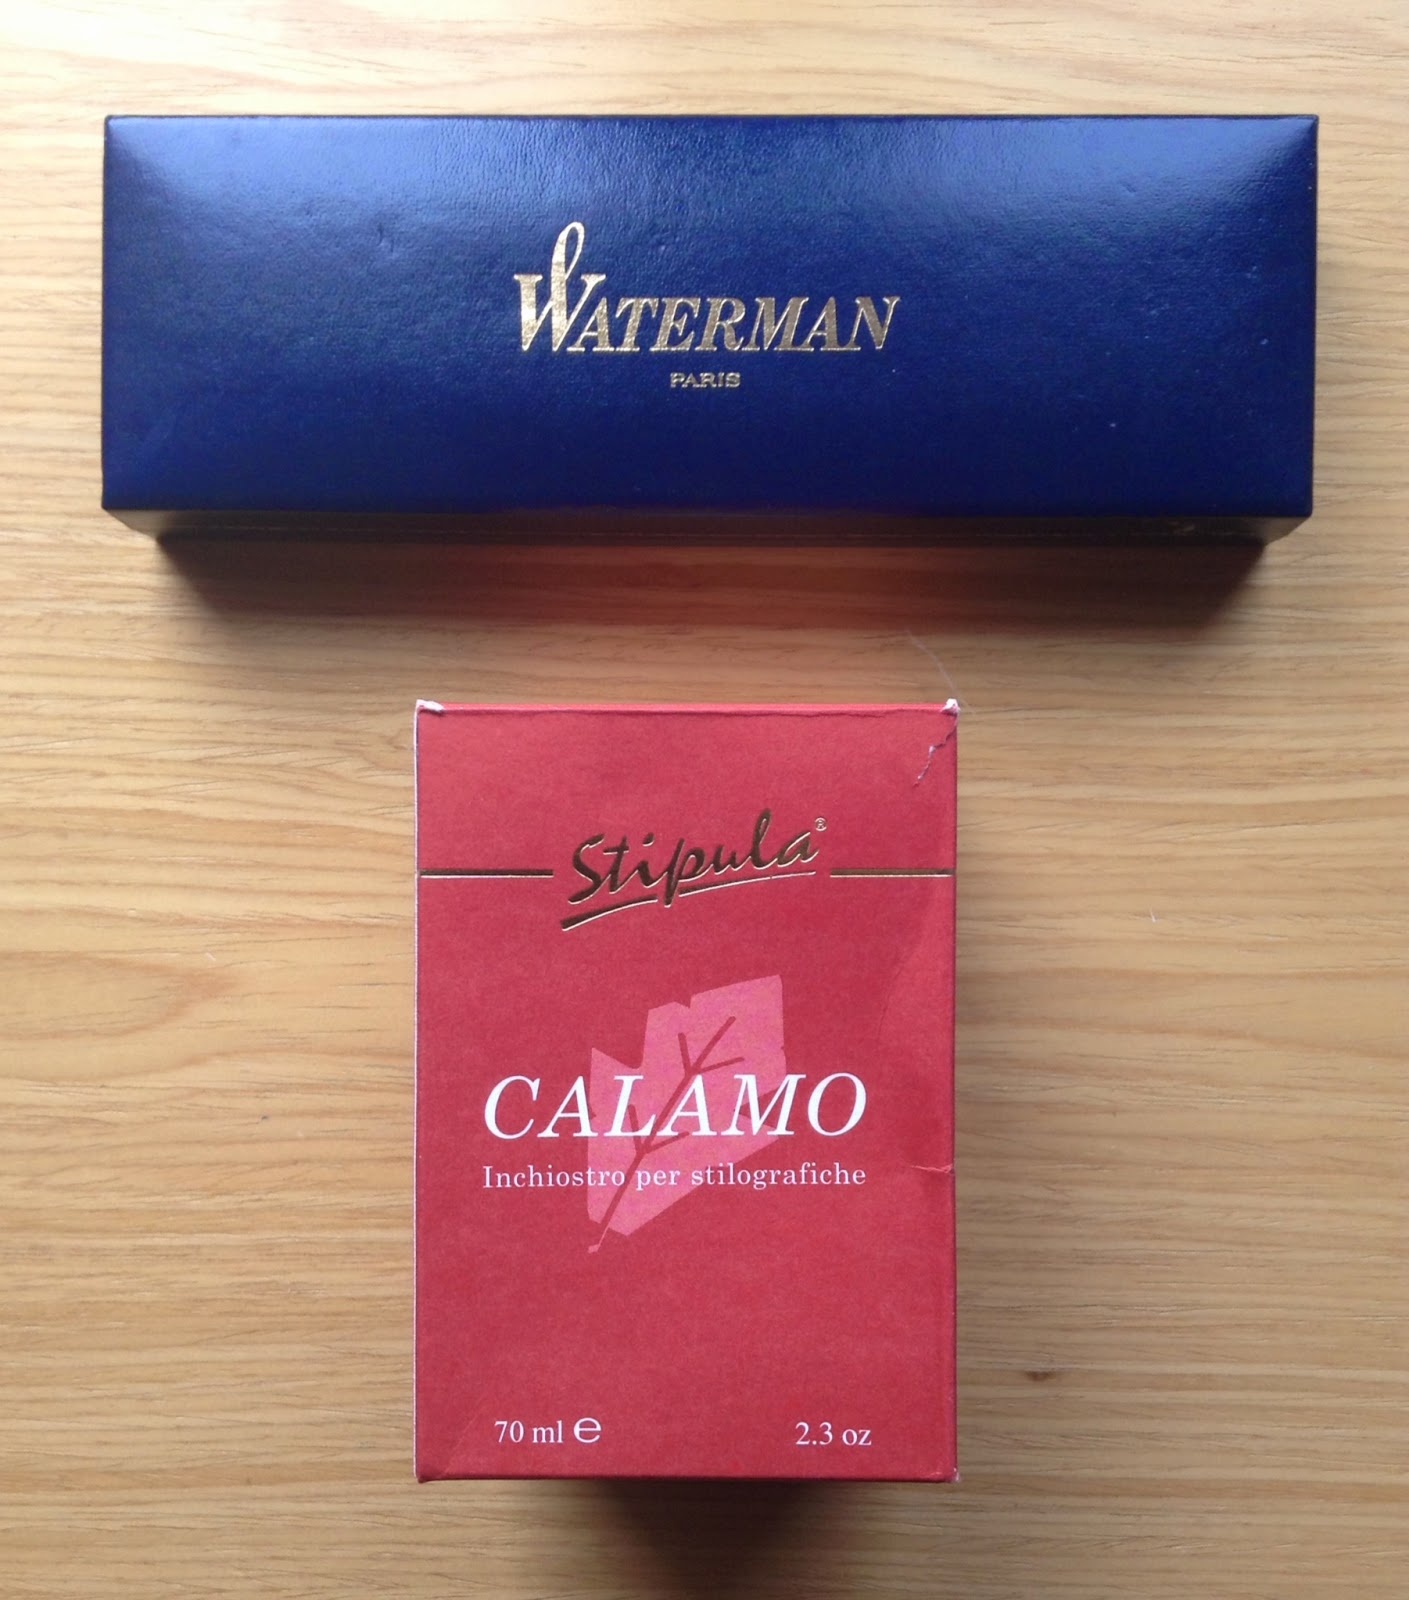 WATERMAN
PARIS
Stipula®
CALAMO
Inchiostro per stilografiche
70 ml ℮
2.3 oz